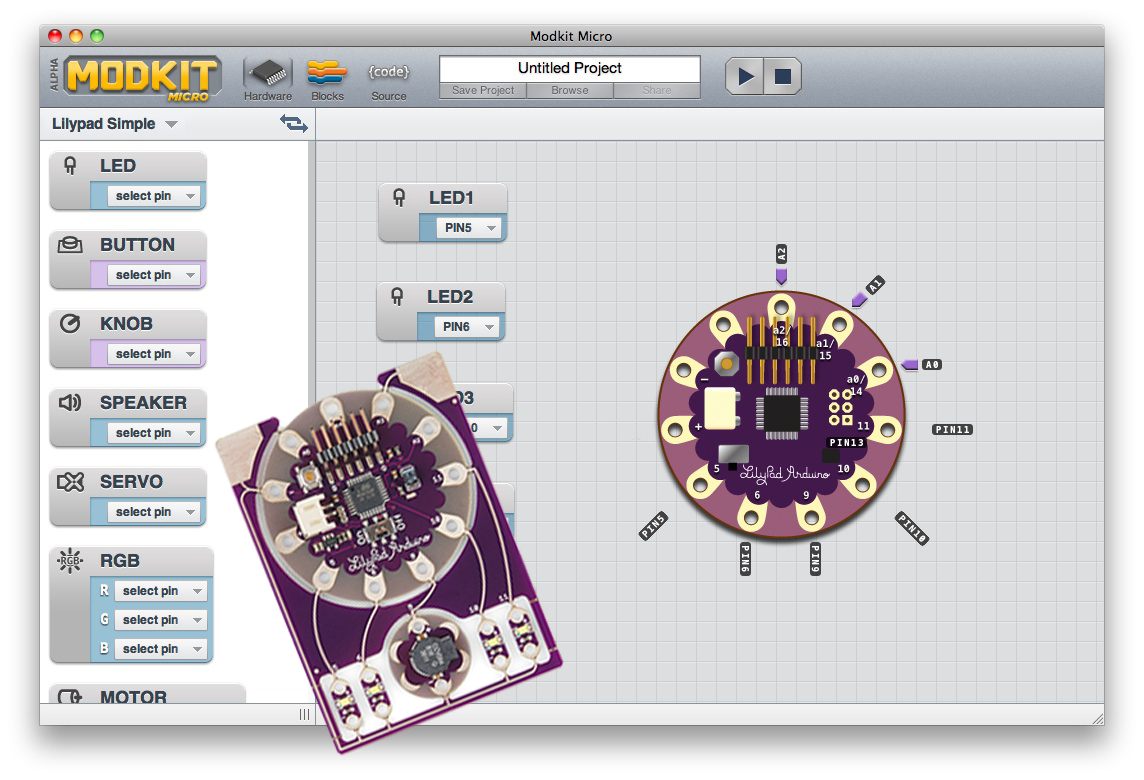 Modkit Micro
ALPHA
MODKIT
MICRO
Hardware
Blocks
{code}
Source
Untitled Project
Save Project
Browse
Share
Lilypad Simple
LED
select pin
BUTTON
select pin
KNOB
select pin
SPEAKER
select pin
SERVO
select pin
RGB
RGB
R select pin
G select pin
B select pin
MOTOR
LED1
PIN5
LED2
PIN6
D3
0
A2
A1
A0
PIN11
PIN10
PIN9
PIN6
PIN5
a2/
16
a1/
15
a0/
14
11
PIN13
10
9
6
5
−
+
LilyPad Arduino
LilyPad Arduino